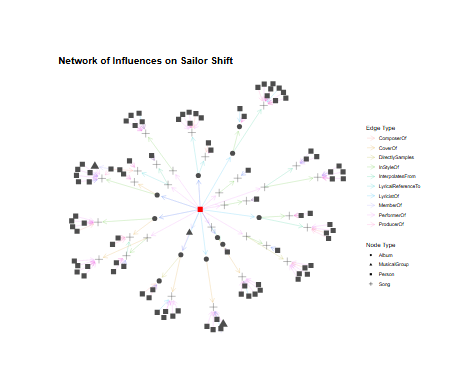 Network of Influences on Sailor Shift
Edge Type
ComposerOf
CoverOf
DirectlySamples
InStyleOf
InterpolatesFrom
LyricalReferenceTo
LyricistOf
MemberOf
PerformerOf
ProducerOf
Node Type
Album
MusicalGroup
Person
Song